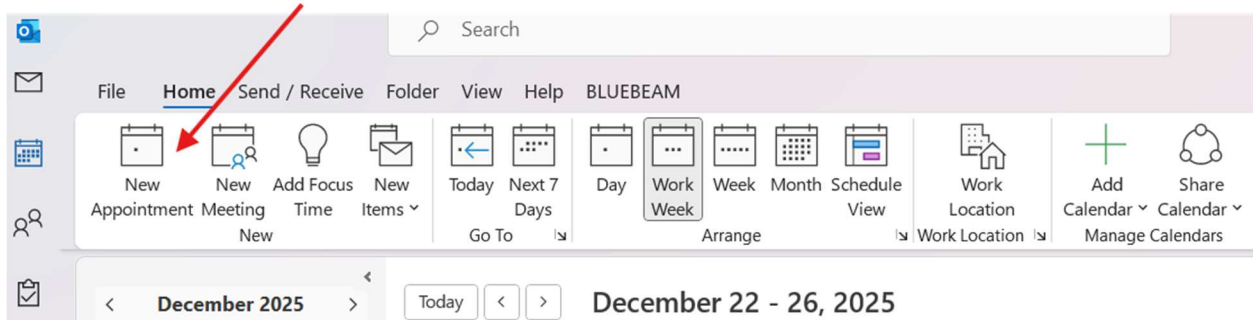 Search
File Home Send / Receive Folder View Help BLUEBEAM
New Appointment
New Meeting
Add Focus Time
New Items
New
Today
Next 7 Days
Go To
Day
Work Week
Week
Month
Schedule View
Arrange
Work Location
Work Location
Add Calendar
Share Calendar
Manage Calendars
December 2025
Today
December 22 - 26, 2025